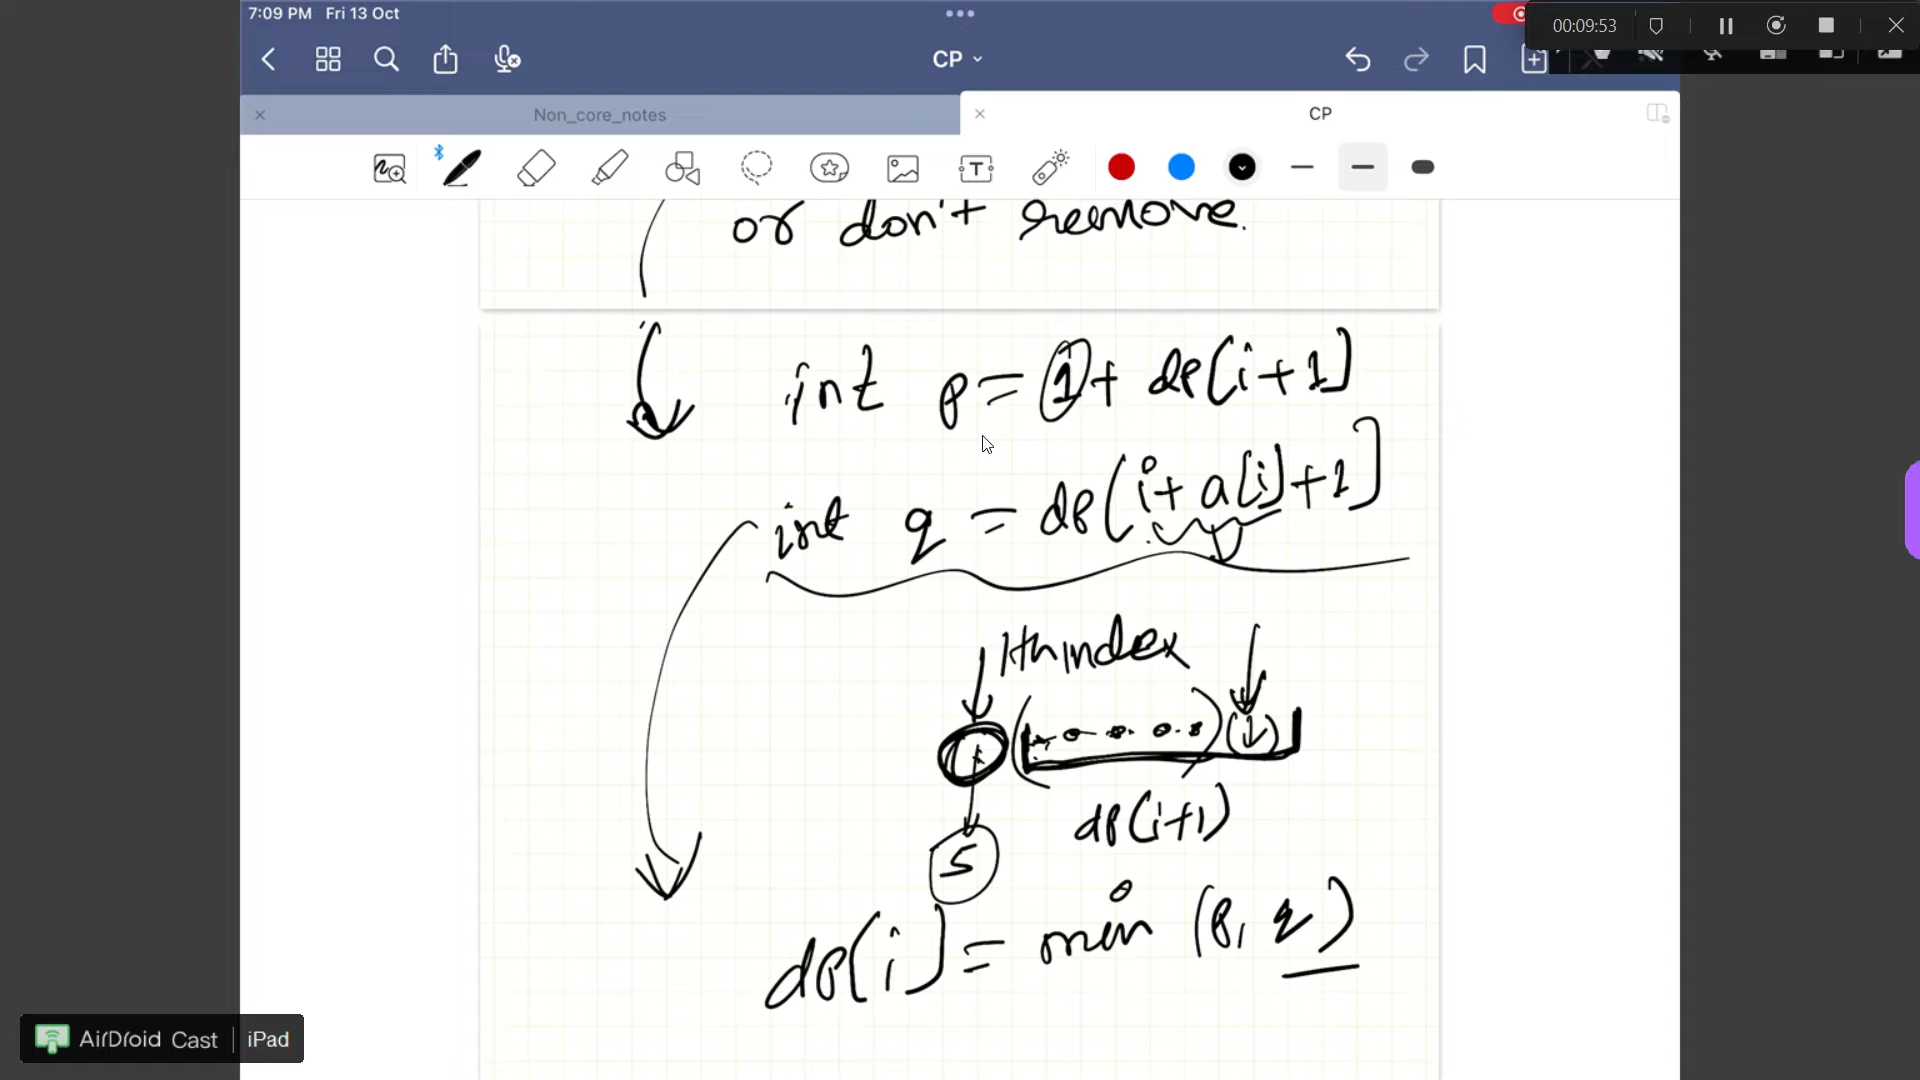 7:09 PM Fri 13 Oct
00:09:53
CP
Non_core_notes
CP
or don't remove.
int p = 1 + dp[i+1]
int q = dp[i + a[i] + 1]
1th index
dp(i+1)
5
dp[i] = min (p, q)
AirDroid Cast iPad